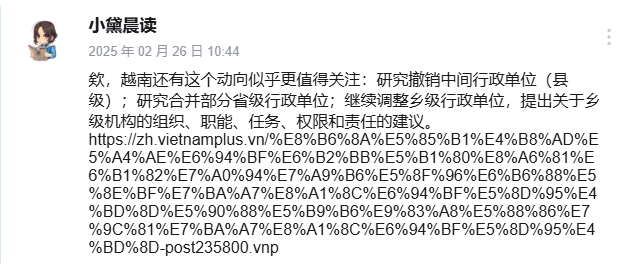 小黛晨读
2025 年 02 月 26 日 10:44
欸，越南还有这个动向似乎更值得关注：研究撤销中间行政单位（县
级）；研究合并部分省级行政单位；继续调整乡级行政单位，提出关于乡
级机构的组织、职能、任务、权限和责任的建议。
https://zh.vietnamplus.vn/%E8%B6%8A%E5%85%B1%E4%B8%AD%E
5%A4%AE%E6%94%BF%E6%B2%BB%E5%B1%80%E8%A6%81%E
6%B1%82%E7%A0%94%E7%A9%B6%E5%8F%96%E6%B6%88%E5
%8E%BF%E7%BA%A7%E8%A1%8C%E6%94%BF%E5%8D%95%E4
%BD%8D%E5%90%88%E5%B9%B6%E9%83%A8%E5%88%86%E7
%9C%81%E7%BA%A7%E8%A1%8C%E6%94%BF%E5%8D%95%E4
%BD%8D-post235800.vnp